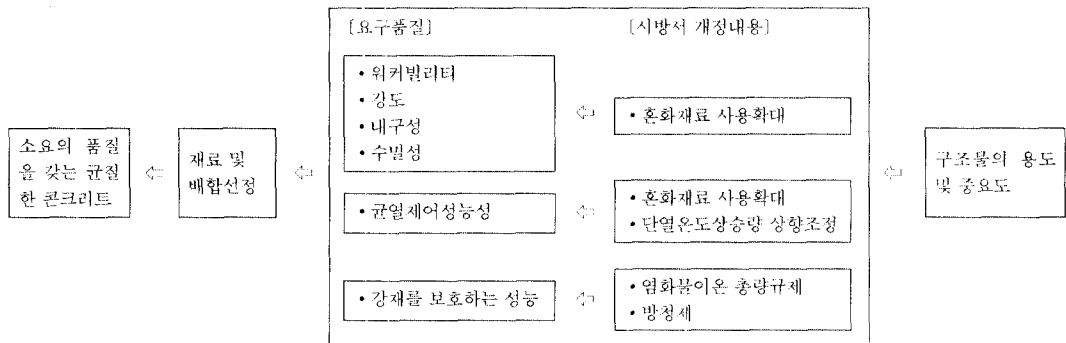 [요구품질]
[시방서 개정내용]
• 워커빌리티
• 강도
• 내구성
• 수밀성
• 혼화재료 사용확대
소요의 품질
을 갖는 균질
한 콘크리트
재료 및
배합선정
구조물의 용도
및 중요도
• 균열제어성능성
• 혼화재료 사용확대
• 단열온도상승량 상향조정
• 강재를 보호하는 성능
• 염화물이온 총량규제
• 방청제